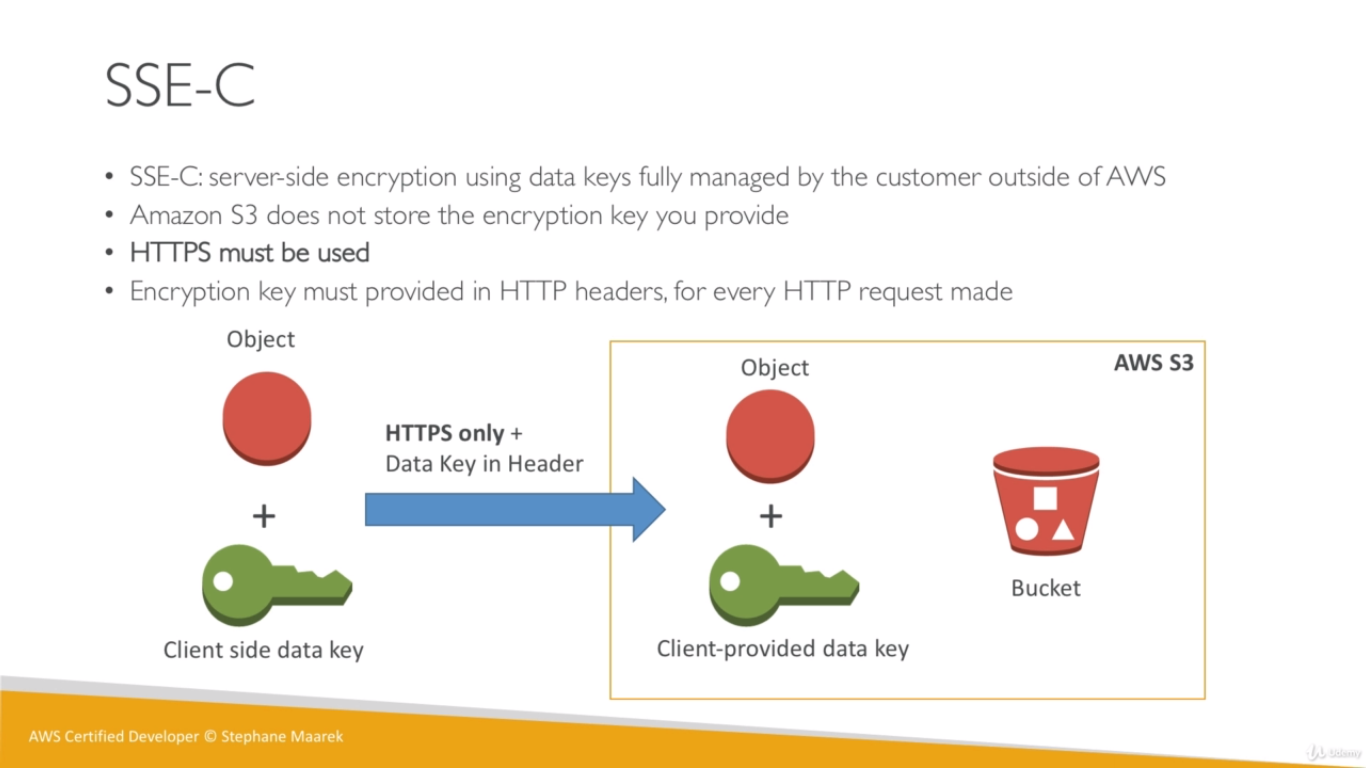 SSE-C
• SSE-C: server-side encryption using data keys fully managed by the customer outside of AWS
• Amazon S3 does not store the encryption key you provide
• HTTPS must be used
• Encryption key must provided in HTTP headers, for every HTTP request made
Object
+
Client side data key
HTTPS only +
Data Key in Header
AWS S3
Object
+
Client-provided data key
Bucket
AWS Certified Developer © Stephane Maarek
Udemy